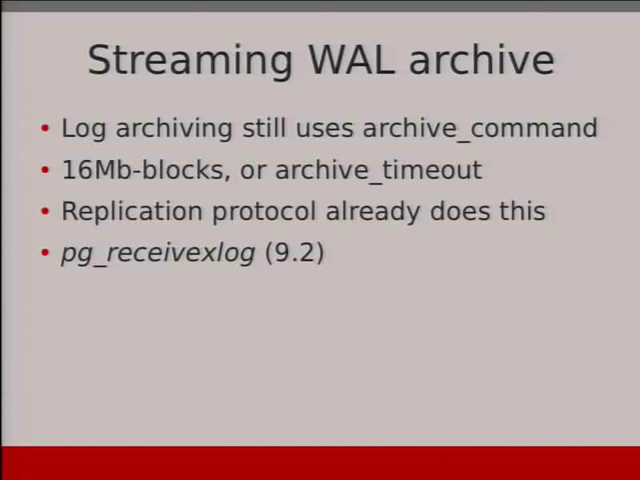 Streaming WAL archive
Log archiving still uses archive_command
16Mb-blocks, or archive_timeout
Replication protocol already does this
pg_receivexlog (9.2)